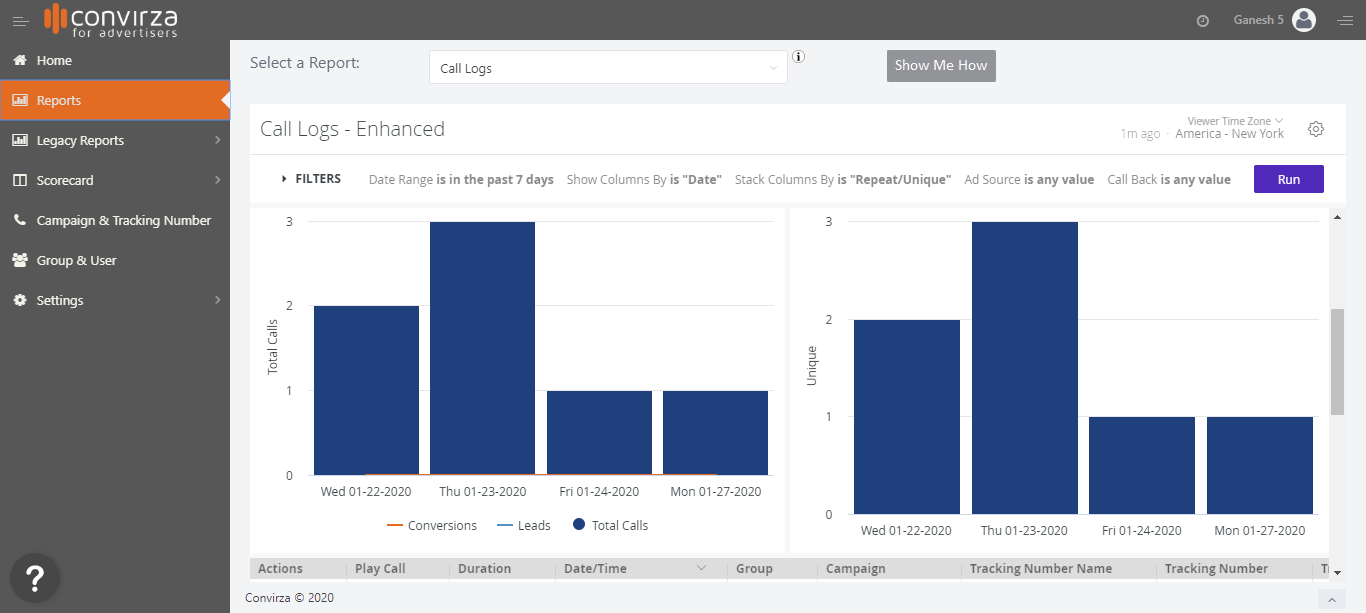 convirza
for advertisers
Ganesh 5
Home
Reports
Legacy Reports
Scorecard
Campaign & Tracking Number
Group & User
Settings
?
Select a Report:
Call Logs
i
Show Me How
Call Logs - Enhanced
Viewer Time Zone
1m ago · America - New York
FILTERS Date Range is in the past 7 days Show Columns By is "Date" Stack Columns By is "Repeat/Unique" Ad Source is any value Call Back is any value Run
3
2
1
0
Total Calls
Wed 01-22-2020 Thu 01-23-2020 Fri 01-24-2020 Mon 01-27-2020
Conversions Leads Total Calls
3
2
1
0
Unique
Wed 01-22-2020 Thu 01-23-2020 Fri 01-24-2020 Mon 01-27-2020
Actions Play Call Duration Date/Time Group Campaign Tracking Number Name Tracking Number
Convirza © 2020